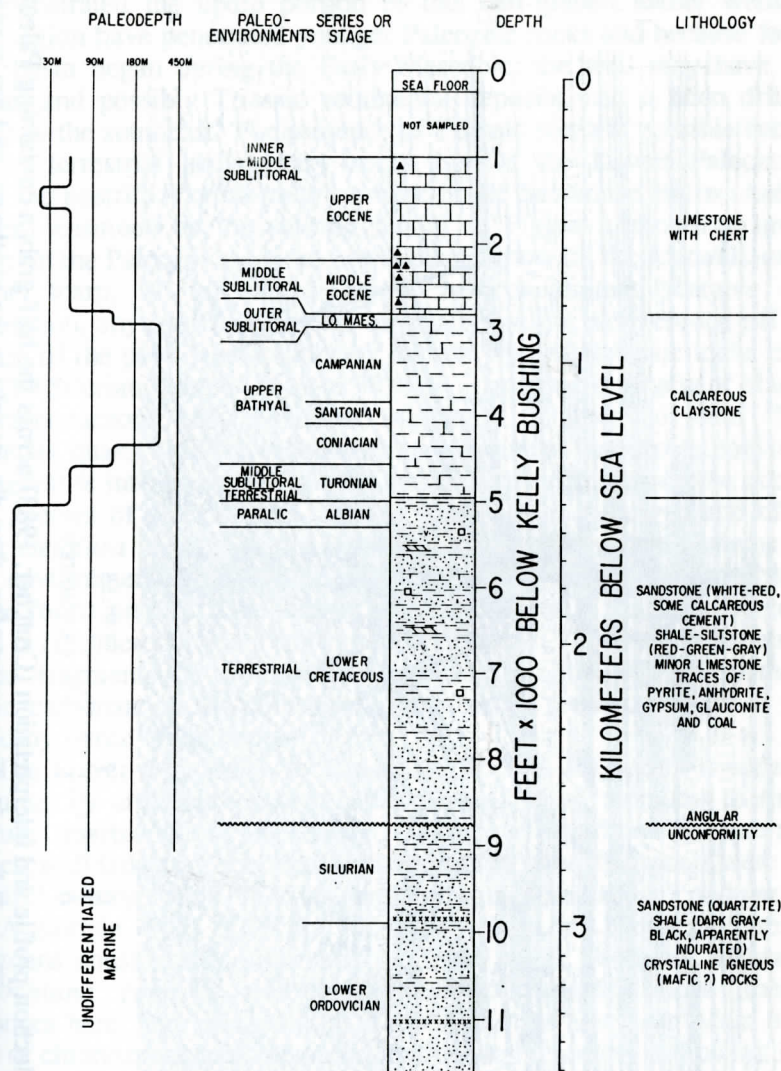 PALEODEPTH
30M 90M 180M 450M
PALEO-
ENVIRONMENTS
SERIES OR
STAGE
DEPTH
LITHOLOGY
SEA FLOOR
NOT SAMPLED
INNER
-MIDDLE
SUBLITTORAL
MIDDLE
SUBLITTORAL
OUTER
SUBLITTORAL
UPPER
BATHYAL
MIDDLE
SUBLITTORAL
TERRESTRIAL
PARALIC
TERRESTRIAL
UPPER
EOCENE
MIDDLE
EOCENE
LO. MAES.
CAMPANIAN
SANTONIAN
CONIACIAN
TURONIAN
ALBIAN
LOWER
CRETACEOUS
SILURIAN
LOWER
ORDOVICIAN
0
1
2
3
4
5
6
7
8
9
10
11
FEET x 1000 BELOW KELLY BUSHING
0
1
2
3
KILOMETERS BELOW SEA LEVEL
LIMESTONE
WITH CHERT
CALCAREOUS
CLAYSTONE
SANDSTONE (WHITE-RED,
SOME CALCAREOUS
CEMENT)
SHALE-SILTSTONE
(RED-GREEN-GRAY)
MINOR LIMESTONE
TRACES OF:
PYRITE, ANHYDRITE,
GYPSUM, GLAUCONITE
AND COAL
ANGULAR
UNCONFORMITY
SANDSTONE (QUARTZITE)
SHALE (DARK GRAY-
BLACK, APPARENTLY
INDURATED)
CRYSTALLINE IGNEOUS
(MAFIC ?) ROCKS
UNDIFFERENTIATED
MARINE